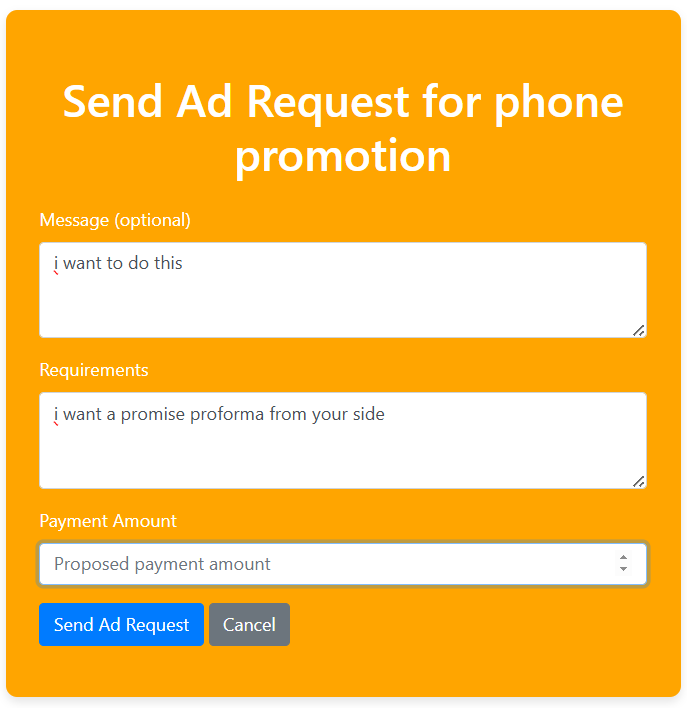 Send Ad Request for phone
promotion
Message (optional)
i want to do this
Requirements
i want a promise proforma from your side
Payment Amount
Proposed payment amount
Send Ad Request Cancel